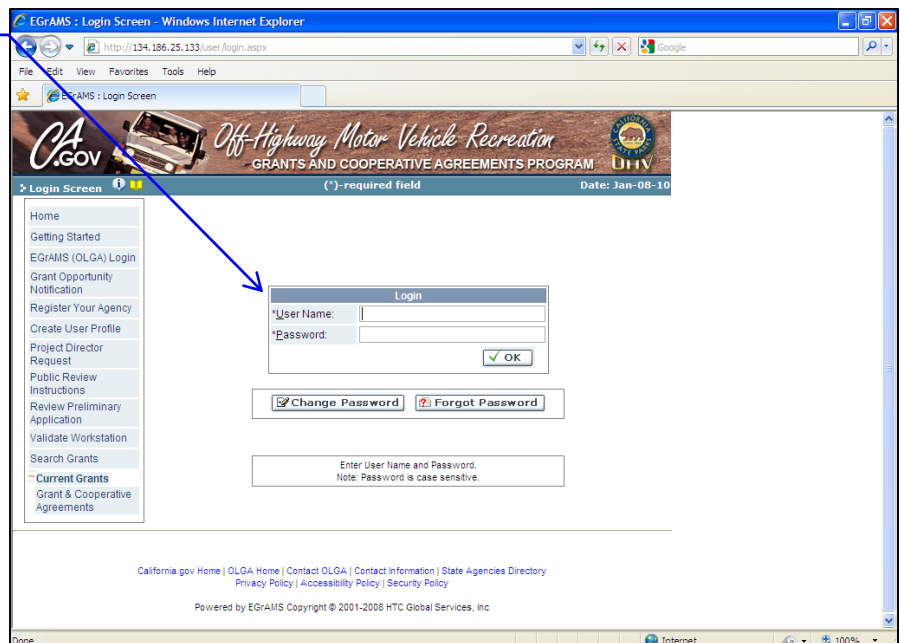 EGrAMS : Login Screen - Windows Internet Explorer
http://134.186.25.133/user/login.aspx
Google
File Edit View Favorites Tools Help
EGrAMS : Login Screen
CA.GOV
Off-Highway Motor Vehicle Recreation
GRANTS AND COOPERATIVE AGREEMENTS PROGRAM
CALIFORNIA
STATE PARKS
OHV
Login Screen
(*)-required field
Date: Jan-08-10
Home
Getting Started
EGrAMS (OLGA) Login
Grant Opportunity
Notification
Register Your Agency
Create User Profile
Project Director
Request
Public Review
Instructions
Review Preliminary
Application
Validate Workstation
Search Grants
Current Grants
Grant & Cooperative
Agreements
Login
*User Name:
*Password:
OK
Change Password
Forgot Password
Enter User Name and Password.
Note: Password is case sensitive.
California.gov Home | OLGA Home | Contact OLGA | Contact Information | State Agencies Directory
Privacy Policy | Accessibility Policy | Security Policy
Powered by EGrAMS Copyright © 2001-2008 HTC Global Services, Inc
Done
Internet
100%